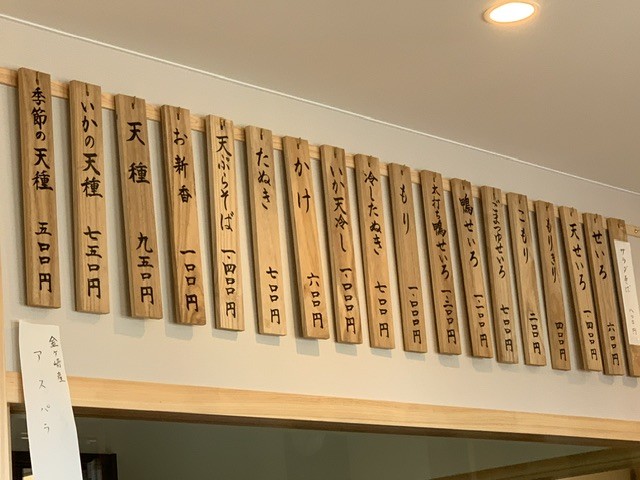 せいろ 六〇〇円
天せいろ 一、四〇〇円
もりきり 四〇〇円
こもり 二〇〇円
ごまつゆせいろ 七〇〇円
鴨せいろ 一、一〇〇円
太打ち鴨せいろ 一、三〇〇円
もり 一、〇〇〇円
冷したぬき 七〇〇円
いか天冷し 一、〇〇〇円
かけ 六〇〇円
たぬき 七〇〇円
天ぷらそば 一、四〇〇円
お新香 一〇〇円
天種 九五〇円
いかの天種 七五〇円
季節の天種 五〇〇円
アスパラ